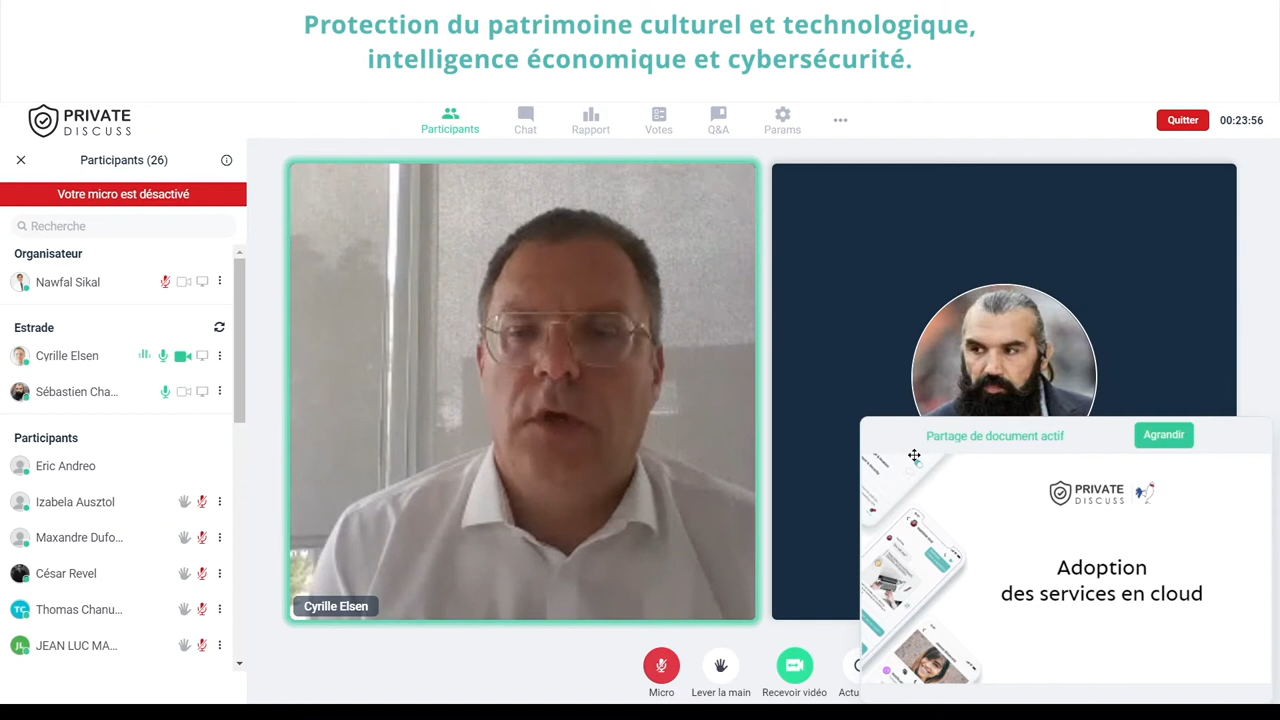 Protection du patrimoine culturel et technologique,
intelligence économique et cybersécurité.
PRIVATE
DISCUSS
Participants
Chat
Rapport
Votes
Q&A
Params
Quitter
00:23:56
Participants (26)
Votre micro est désactivé
Recherche
Organisateur
Nawfal Sikal
Estrade
Cyrille Elsen
Sébastien Cha...
Participants
Eric Andreo
Izabela Ausztol
Maxandre Dufo...
César Revel
TC Thomas Chanu...
JL JEAN LUC MA...
Cyrille Elsen
Partage de document actif
Agrandir
PRIVATE
DISCUSS
Adoption
des services en cloud
Micro
Lever la main
Recevoir vidéo
Actu